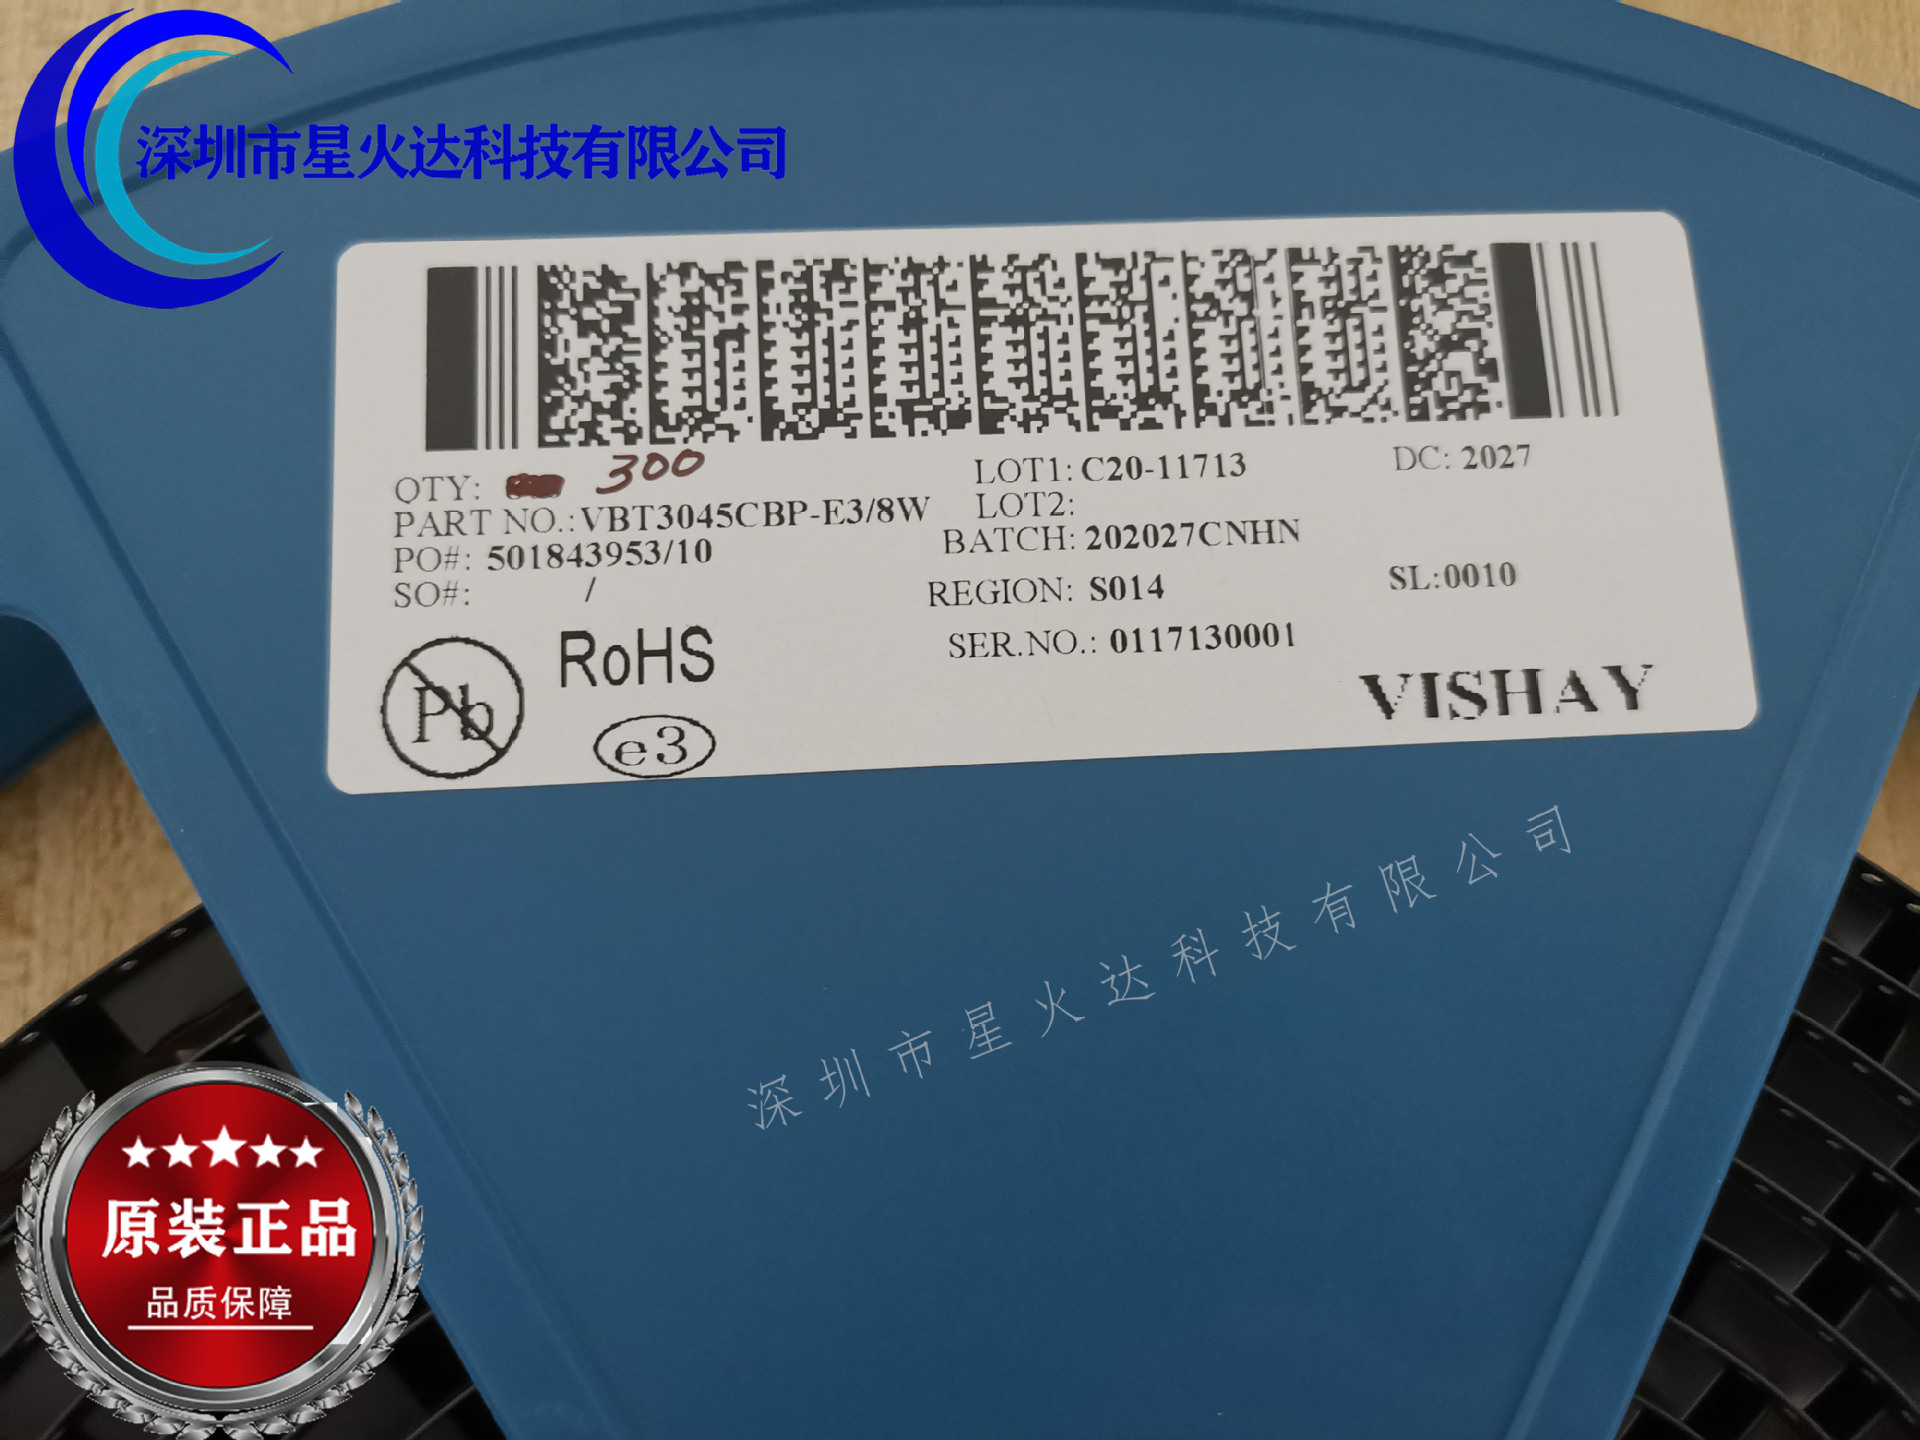 深圳市星火达科技有限公司
QTY: 300
PART NO.: VBT3045CBP-E3/8W
PO#: 501843953/10
SO#: /
LOT1: C20-11713
DC: 2027
LOT2:
BATCH: 202027CNHN
REGION: S014
SL:0010
SER.NO.: 0117130001
Pb
RoHS
e3
VISHAY
深圳市星火达科技有限公司
原装正品
品质保障